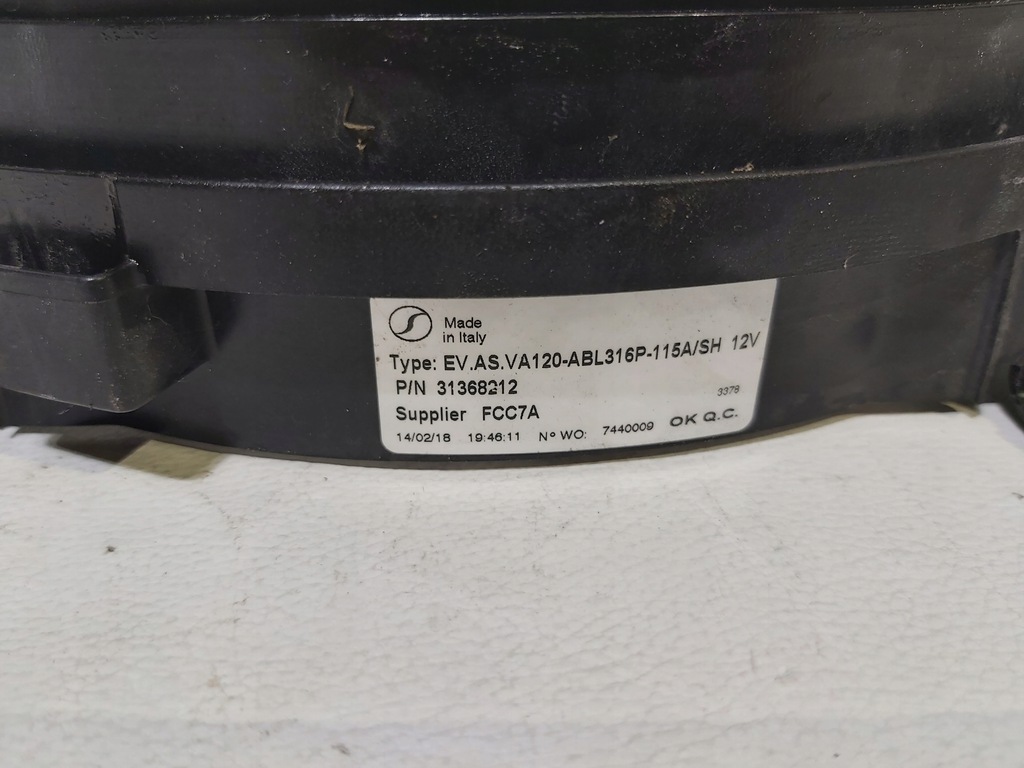 Made
in Italy
Type: EV.AS.VA120-ABL316P-115A/SH 12V
P/N 31368212
3378
Supplier FCC7A
14/02/18 19:46:11 Nº WO: 7440009 OK Q.C.